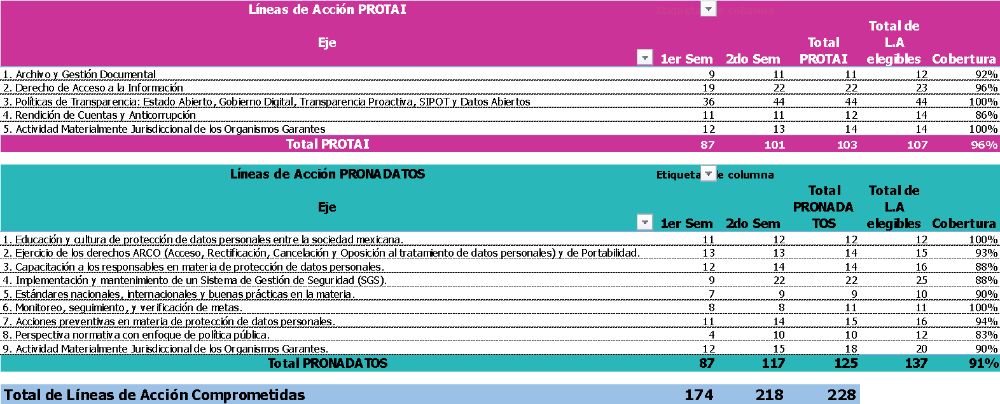 Líneas de Acción PROTAI
Eje 1er Sem 2do Sem Total PROTAI Total de L.A elegibles Cobertura
1. Archivo y Gestión Documental 9 11 11 12 92%
2. Derecho de Acceso a la Información 19 22 22 23 96%
3. Políticas de Transparencia: Estado Abierto, Gobierno Digital, Transparencia Proactiva, SIPOT y Datos Abiertos 36 44 44 44 100%
4. Rendición de Cuentas y Anticorrupción 11 11 12 14 86%
5. Actividad Materialmente Jurisdiccional de los Organismos Garantes 12 13 14 14 100%
Total PROTAI 87 101 103 107 96%
Líneas de Acción PRONADATOS Etiqueta de columna
Eje 1er Sem 2do Sem Total PRONADATOS Total de L.A elegibles Cobertura
1. Educación y cultura de protección de datos personales entre la sociedad mexicana. 11 12 12 12 100%
2. Ejercicio de los derechos ARCO (Acceso, Rectificación, Cancelación y Oposición al tratamiento de datos personales) y de Portabilidad. 13 13 14 15 93%
3. Capacitación a los responsables en materia de protección de datos personales. 12 14 14 16 88%
4. Implementación y mantenimiento de un Sistema de Gestión de Seguridad (SGS). 9 22 22 25 88%
5. Estándares nacionales, internacionales y buenas prácticas en la materia. 7 9 9 10 90%
6. Monitoreo, seguimiento, y verificación de metas. 8 8 11 11 100%
7. Acciones preventivas en materia de protección de datos personales. 11 14 15 16 94%
8. Perspectiva normativa con enfoque de política pública. 4 10 10 12 83%
9. Actividad Materialmente Jurisdiccional de los Organismos Garantes. 12 15 18 20 90%
Total PRONADATOS 87 117 125 137 91%
Total de Líneas de Acción Comprometidas 174 218 228